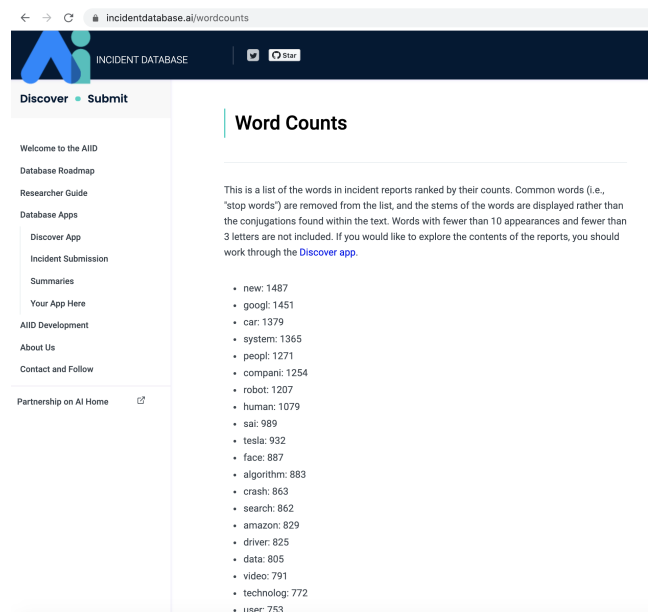 incidentdatabase.ai/wordcounts
INCIDENT DATABASE
Star
Discover • Submit
Welcome to the AIID
Database Roadmap
Researcher Guide
Database Apps
Discover App
Incident Submission
Summaries
Your App Here
AIID Development
About Us
Contact and Follow
Partnership on AI Home
Word Counts
This is a list of the words in incident reports ranked by their counts. Common words (i.e.,
"stop words") are removed from the list, and the stems of the words are displayed rather than
the conjugations found within the text. Words with fewer than 10 appearances and fewer than
3 letters are not included. If you would like to explore the contents of the reports, you should
work through the Discover app.
• new: 1487
• googl: 1451
• car: 1379
• system: 1365
• peopl: 1271
• compani: 1254
• robot: 1207
• human: 1079
• sai: 989
• tesla: 932
• face: 887
• algorithm: 883
• crash: 863
• search: 862
• amazon: 829
• driver: 825
• data: 805
• video: 791
• technolog: 772
• user: 753